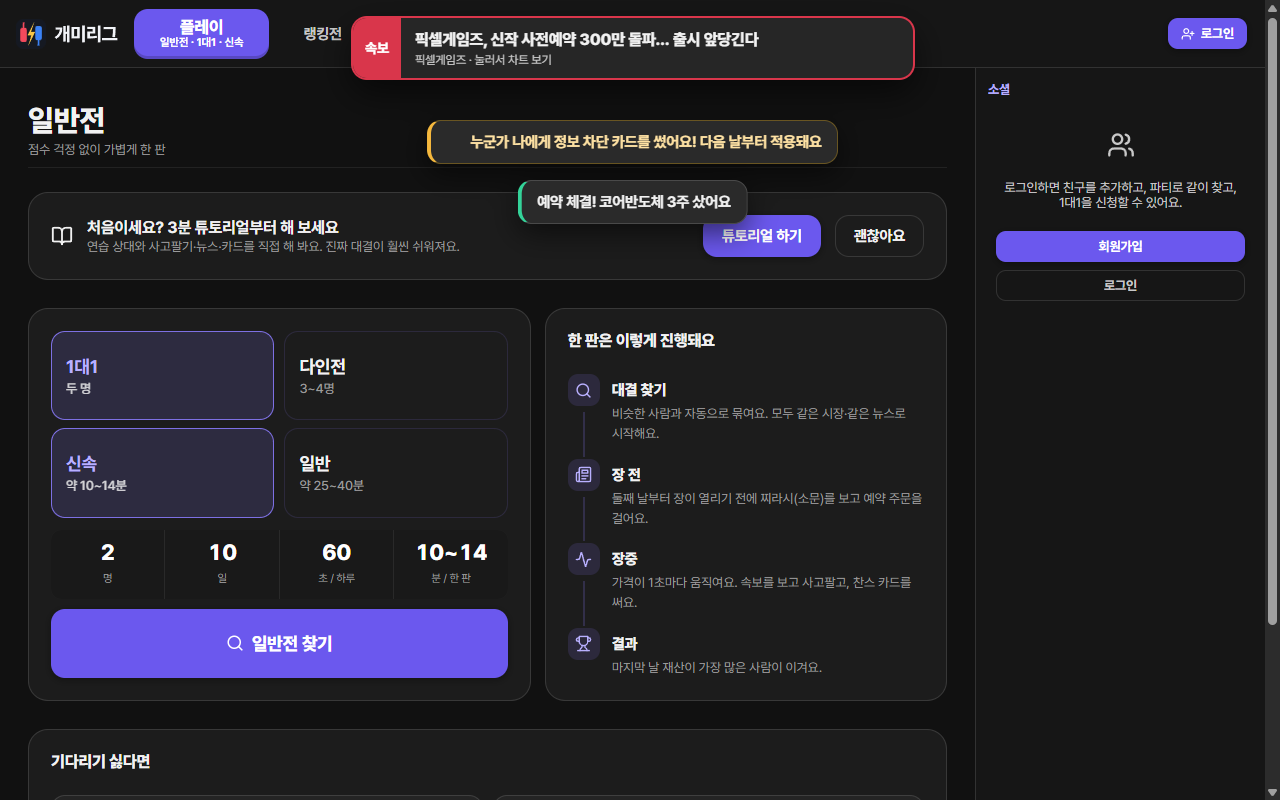 개미리그
플레이
일반전 · 1대1 · 신속
랭킹전
속보
픽셀게임즈, 신작 사전예약 300만 돌파… 출시 앞당긴다
픽셀게임즈 · 눌러서 차트 보기
로그인
일반전
점수 걱정 없이 가볍게 한 판
누군가 나에게 정보 차단 카드를 썼어요! 다음 날부터 적용돼요
예약 체결! 코어반도체 3주 샀어요
처음이세요? 3분 튜토리얼부터 해 보세요
연습 상대와 사고팔기·뉴스·카드를 직접 해 봐요. 진짜 대결이 훨씬 쉬워져요.
튜토리얼 하기
괜찮아요
1대1
두 명
다인전
3~4명
신속
약 10~14분
일반
약 25~40분
2
명
10
일
60
초 / 하루
10~14
분 / 한 판
일반전 찾기
한 판은 이렇게 진행돼요
대결 찾기
비슷한 사람과 자동으로 묶여요. 모두 같은 시장·같은 뉴스로
시작해요.
장 전
둘째 날부터 장이 열리기 전에 찌라시(소문)를 보고 예약 주문을
걸어요.
장중
가격이 1초마다 움직여요. 속보를 보고 사고팔고, 찬스 카드를
써요.
결과
마지막 날 재산이 가장 많은 사람이 이겨요.
기다리기 싫다면
소셜
로그인하면 친구를 추가하고, 파티로 같이 찾고,
1대1을 신청할 수 있어요.
회원가입
로그인